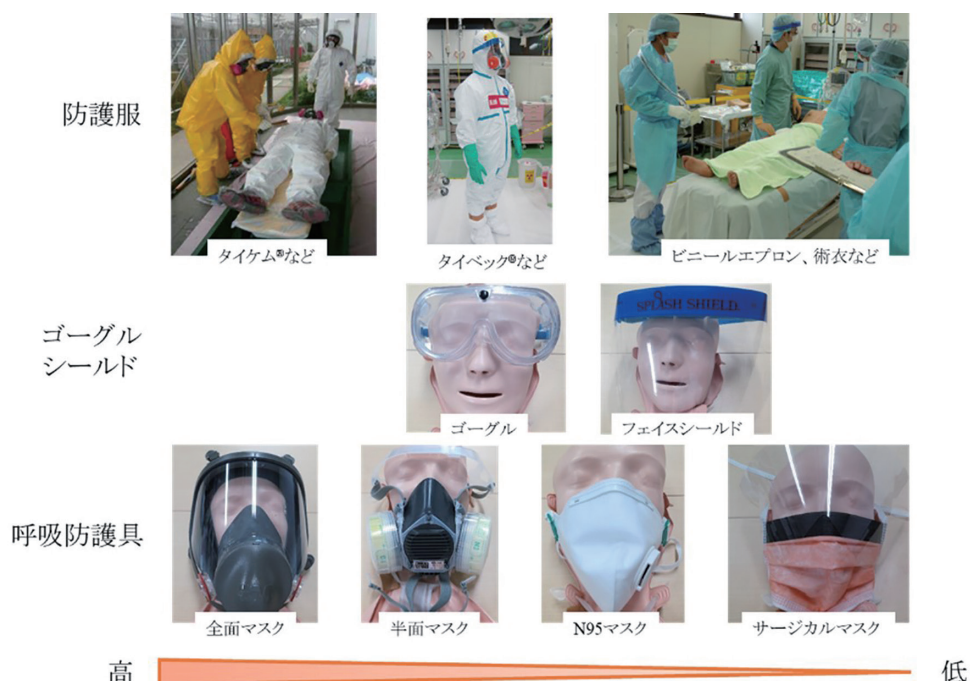 防護服
タイケム®など
タイベック®など
ビニールエプロン、術衣など
ゴーグル
シールド
SPLASH SHIELD
ゴーグル
フェイスシールド
呼吸防護具
全面マスク
半面マスク
N95マスク
サージカルマスク
高
低